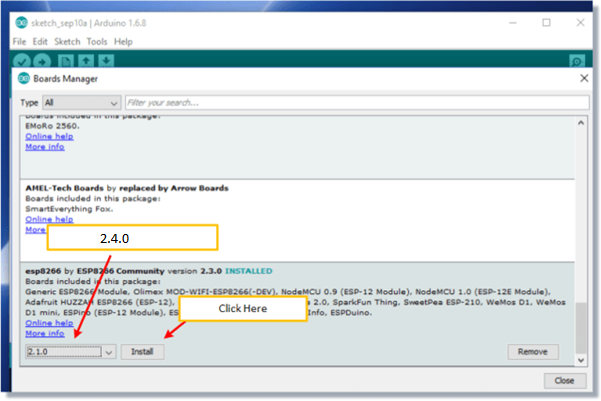 sketch_sep10a | Arduino 1.6.8
File Edit Sketch Tools Help
Boards Manager
Type All Filter your search...
Boards included in this package:
EMoRo 2560.
Online help
More info
AMEL-Tech Boards by replaced by Arrow Boards
Boards included in this package:
SmartEverything Fox.
Online help
More
2.4.0
esp8266 by ESP8266 Community version 2.3.0 INSTALLED
Boards included in this package:
Generic ESP8266 Module, Olimex MOD-WIFI-ESP8266(-DEV), NodeMCU 0.9 (ESP-12 Module), NodeMCU 1.0 (ESP-12E Module),
Adafruit HUZZAH ESP8266 (ESP-12), 2.0, SparkFun Thing, SweetPea ESP-210, WeMos D1, WeMos
D1 mini, ESPino (ESP-12 Module), ES Info, ESPDuino.
Click Here
Online help
More info
2.1.0 Install Remove
Close